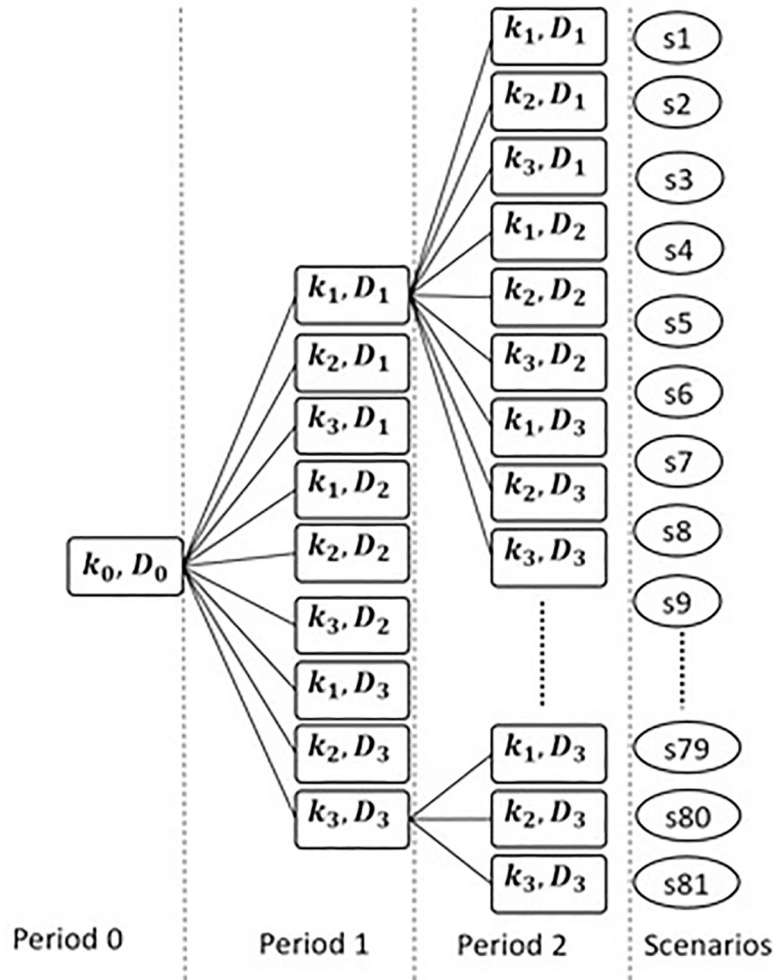 k₁, D₁
s1
k₂, D₁
s2
k₃, D₁
s3
k₁, D₂
s4
k₁, D₁
k₂, D₂
s5
k₂, D₁
k₃, D₂
s6
k₃, D₁
k₁, D₃
s7
k₁, D₂
k₂, D₃
s8
k₀, D₀
k₂, D₂
k₃, D₃
s9
k₃, D₂
k₁, D₃
k₂, D₃
k₁, D₃
s79
k₃, D₃
k₂, D₃
s80
k₃, D₃
s81
Period 0
Period 1
Period 2
Scenarios